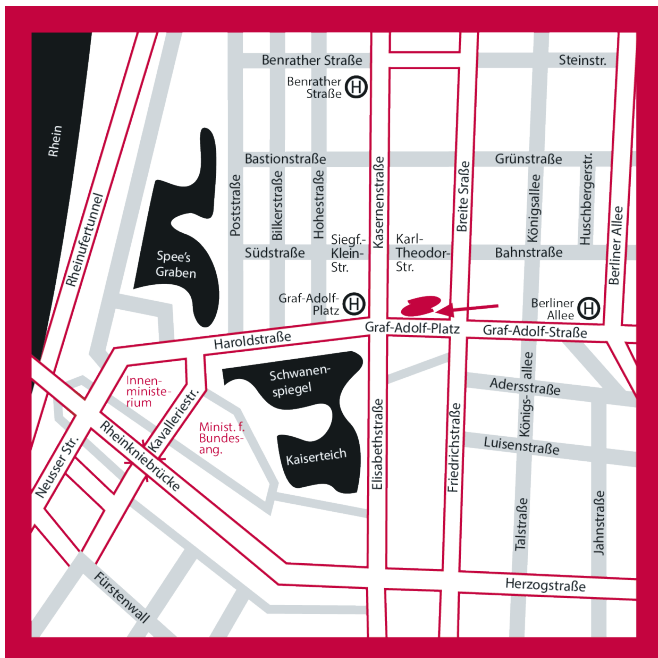 Benrather Straße
Steinstr.
Benrather
Straße
H
Rhein
Bastionstraße
Grünstraße
Rheinufertunnel
Poststraße
Bilkerstraße
Hohestraße
Kasernenstraße
Breite Sraße
Königsallee
Huschbergerstr.
Berliner Allee
Spee's
Graben
Südstraße
Siegf.-
Klein-
Str.
Karl-
Theodor-
Str.
Bahnstraße
Graf-Adolf-
Platz
H
Berliner
Allee
H
Haroldstraße
Graf-Adolf-Platz
Graf-Adolf-Straße
Innen-
ministe-
rium
Kavalleriestr.
Schwanen-
spiegel
Königs-
allee
Adersstraße
Minist. f.
Bundes-
ang.
Kaiserteich
Elisabethstraße
Friedrichstraße
Luisenstraße
Neusser Str.
Rheinkniebrücke
Talstraße
Jahnstraße
Fürstenwall
Herzogstraße